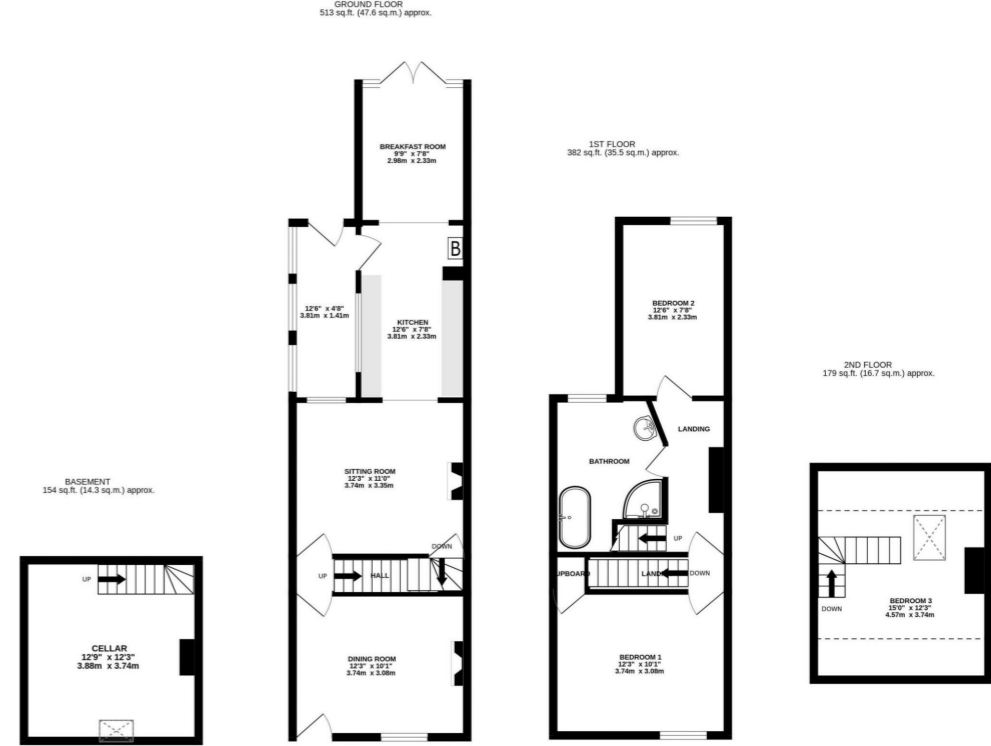 GROUND FLOOR
513 sq.ft. (47.6 sq.m.) approx.
BREAKFAST ROOM
9'9" x 7'8"
2.98m x 2.33m
B
12'6" x 4'8"
3.81m x 1.41m
KITCHEN
12'6" x 7'8"
3.81m x 2.33m
SITTING ROOM
12'3" x 11'0"
3.74m x 3.35m
DOWN
UP
HALL
DINING ROOM
12'3" x 10'1"
3.74m x 3.08m
1ST FLOOR
382 sq.ft. (35.5 sq.m.) approx.
BEDROOM 2
12'6" x 7'8"
3.81m x 2.33m
LANDING
BATHROOM
UP
UPBOARD
LAND
DOWN
BEDROOM 1
12'3" x 10'1"
3.74m x 3.08m
2ND FLOOR
179 sq.ft. (16.7 sq.m.) approx.
DOWN
BEDROOM 3
15'0" x 12'3"
4.57m x 3.74m
BASEMENT
154 sq.ft. (14.3 sq.m.) approx.
UP
CELLAR
12'9" x 12'3"
3.88m x 3.74m